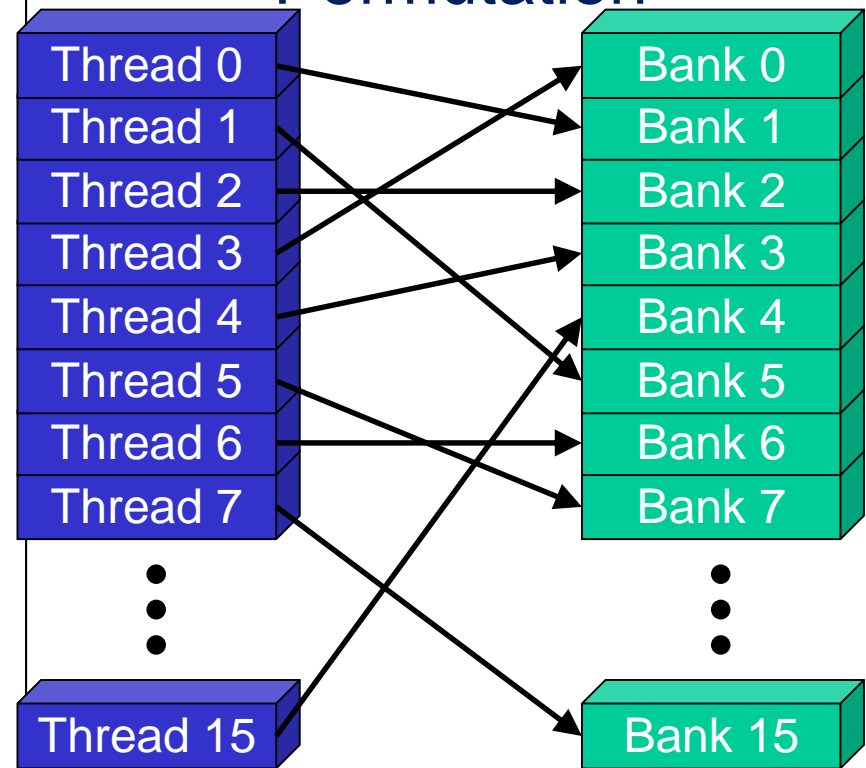 Permutation
Thread 0
Thread 1
Thread 2
Thread 3
Thread 4
Thread 5
Thread 6
Thread 7
Thread 15
Bank 0
Bank 1
Bank 2
Bank 3
Bank 4
Bank 5
Bank 6
Bank 7
Bank 15